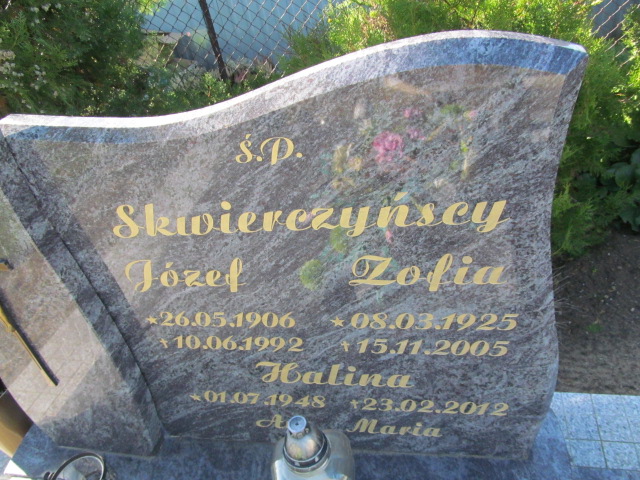 Ś.P.
Skwierczyńscy
Józef Zofia
*26.05.1906 *08.03.1925
†10.06.1992 †15.11.2005
Halina
*01.07.1948 †23.02.2012
Maria